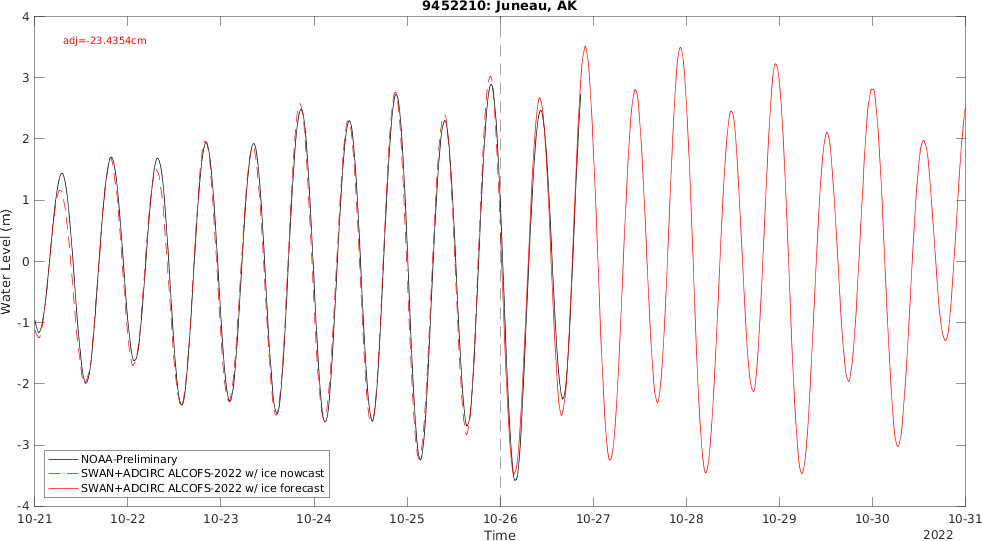 9452210: Juneau, AK
adj=-23.4354cm
4
3
2
1
0
-1
-2
-3
-4
Water Level (m)
NOAA-Preliminary
SWAN+ADCIRC ALCOFS-2022 w/ ice nowcast
SWAN+ADCIRC ALCOFS-2022 w/ ice forecast
10-21 10-22 10-23 10-24 10-25 10-26 10-27 10-28 10-29 10-30 10-31
Time
2022